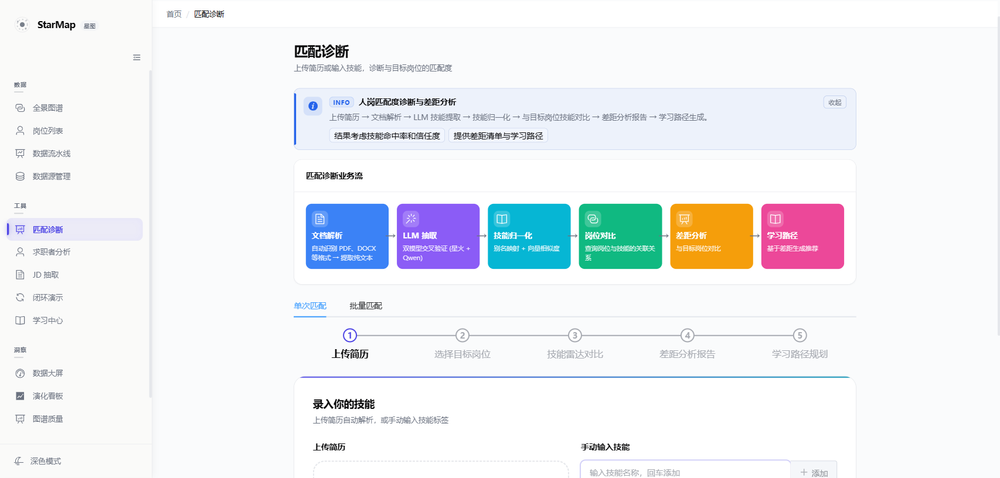 StarMap 星图
首页 / 匹配诊断
数据
全景图谱
岗位列表
数据流水线
数据源管理
工具
匹配诊断
求职者分析
JD 抽取
闭环演示
学习中心
洞察
数据大屏
演化看板
图谱质量
深色模式
匹配诊断
上传简历或输入技能，诊断与目标岗位的匹配度
INFO 人岗匹配度诊断与差距分析
收起
上传简历 → 文档解析 → LLM 技能提取 → 技能归一化 → 与目标岗位技能对比 → 差距分析报告 → 学习路径生成。
结果考虑技能命中率和信任度 提供差距清单与学习路径
匹配诊断业务流
文档解析
自动识别 PDF、DOCX
等格式 → 提取纯文本
LLM 抽取
双模型交叉验证 (星火 +
Qwen)
技能归一化
别名映射 + 向量相似度
岗位对比
查询岗位与技能的关联关
系
差距分析
与目标岗位对比
学习路径
基于差距生成推荐
单次匹配 批量匹配
1 2 3 4 5
上传简历 选择目标岗位 技能雷达对比 差距分析报告 学习路径规划
录入你的技能
上传简历自动解析，或手动输入技能标签
上传简历
手动输入技能
输入技能名称，回车添加
+ 添加